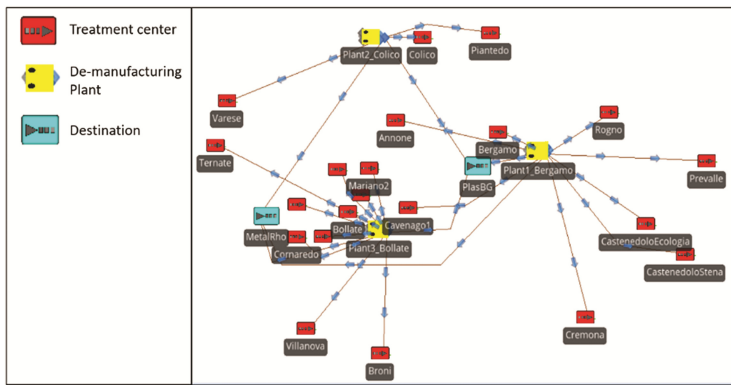 Treatment center
De-manufacturing
Plant
Destination
Plant2_Colico
Colico
Piantedo
Varese
Annone
Rogno
Ternate
Bergamo
Plant1_Bergamo
Prevalle
PlasBG
Mariano2
Cavenago1
Bollate
MetalRho
Cornaredo
Plant3_Bollate
CastenedoloEcologia
CastenedoloStena
Villanova
Cremona
Broni